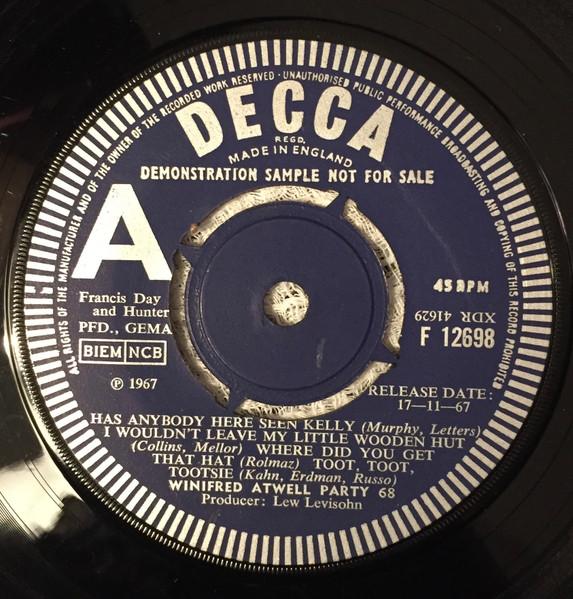 ALL RIGHTS OF THE MANUFACTURER AND OF THE OWNER OF THE RECORDED WORK RESERVED · UNAUTHORISED PUBLIC PERFORMANCE BROADCASTING AND COPYING OF THIS RECORD PROHIBITED
DECCA
REGD.
MADE IN ENGLAND
DEMONSTRATION SAMPLE NOT FOR SALE
A
Francis Day
and Hunter
PFD., GEMA
BIEM NCB
℗ 1967
45 RPM
XDR 41629
F 12698
RELEASE DATE:
17—11—67
HAS ANYBODY HERE SEEN KELLY (Murphy, Letters)
I WOULDN'T LEAVE MY LITTLE WOODEN HUT
(Collins, Mellor) WHERE DID YOU GET
THAT HAT (Rolmaz) TOOT, TOOT,
TOOTSIE (Kahn, Erdman, Russo)
WINIFRED ATWELL PARTY 68
Producer: Lew Levisohn